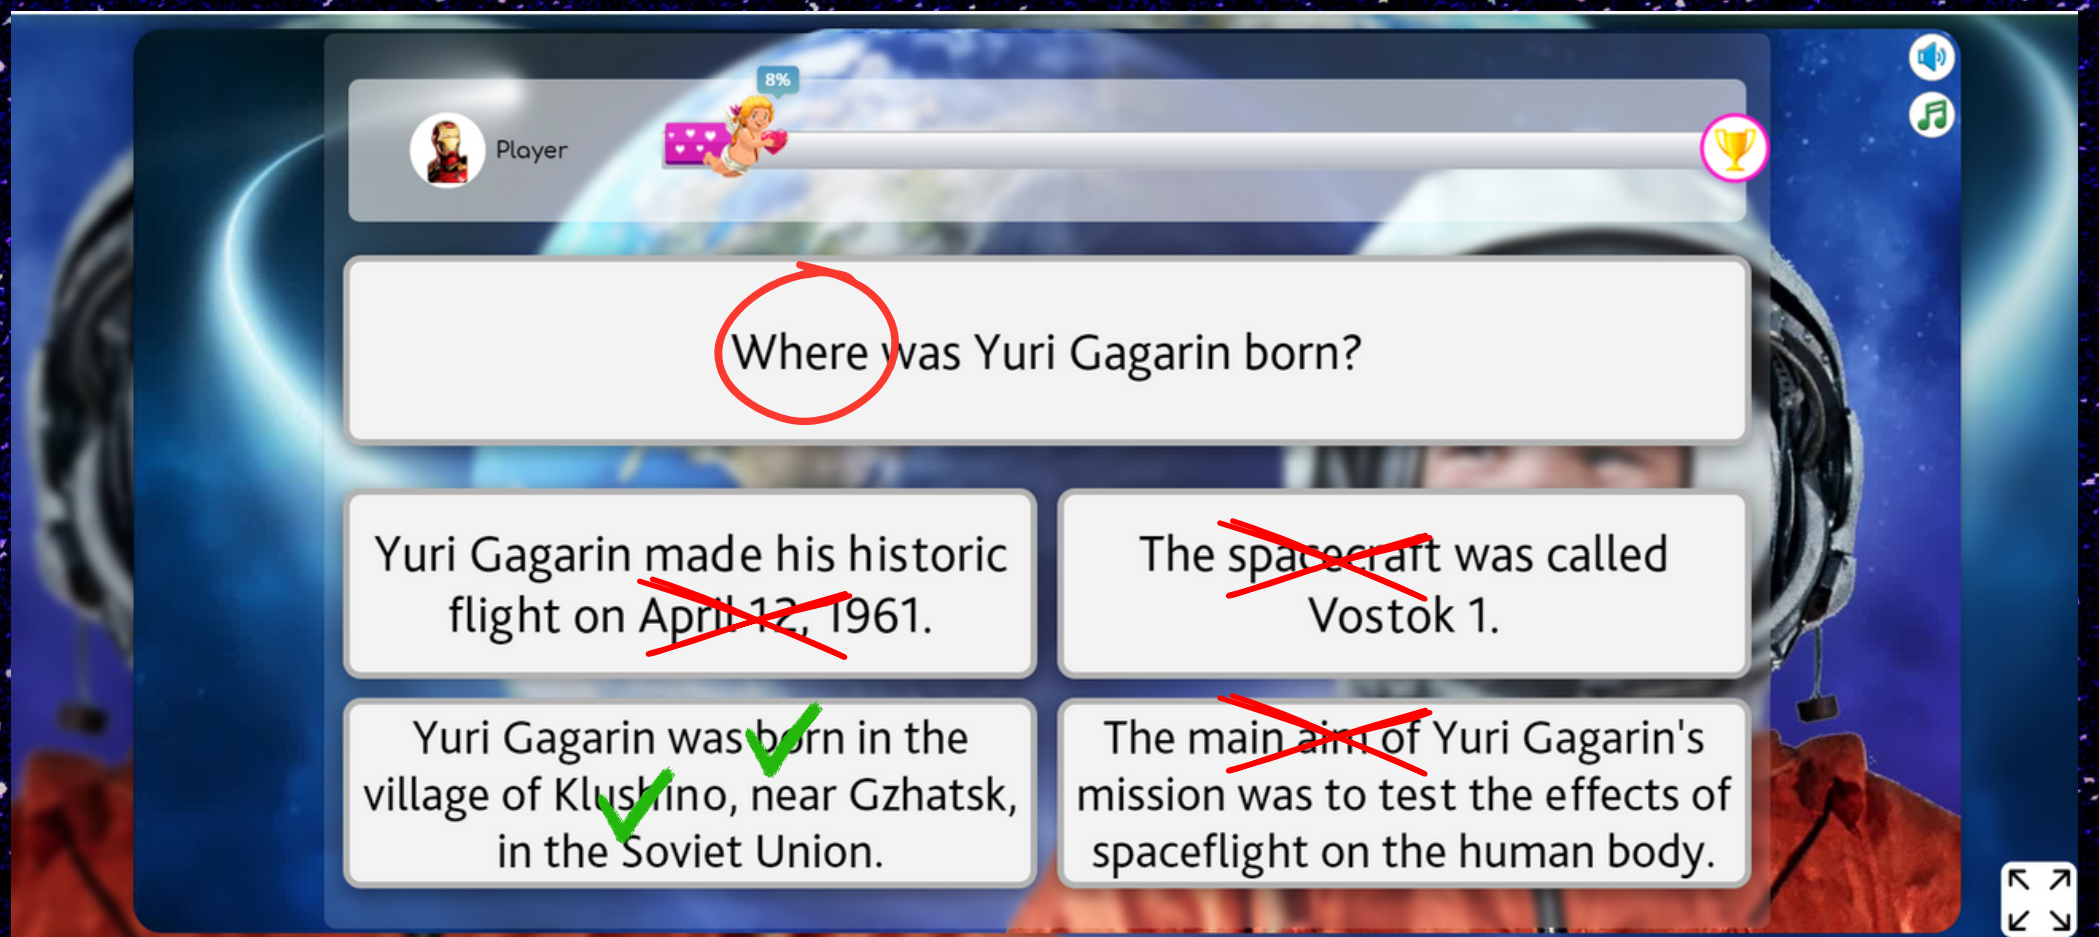 8%
Player
Where was Yuri Gagarin born?
Yuri Gagarin made his historic
flight on April 12, 1961.
The spacecraft was called
Vostok 1.
Yuri Gagarin was born in the
village of Klushino, near Gzhatsk,
in the Soviet Union.
The main aim of Yuri Gagarin's
mission was to test the effects of
spaceflight on the human body.